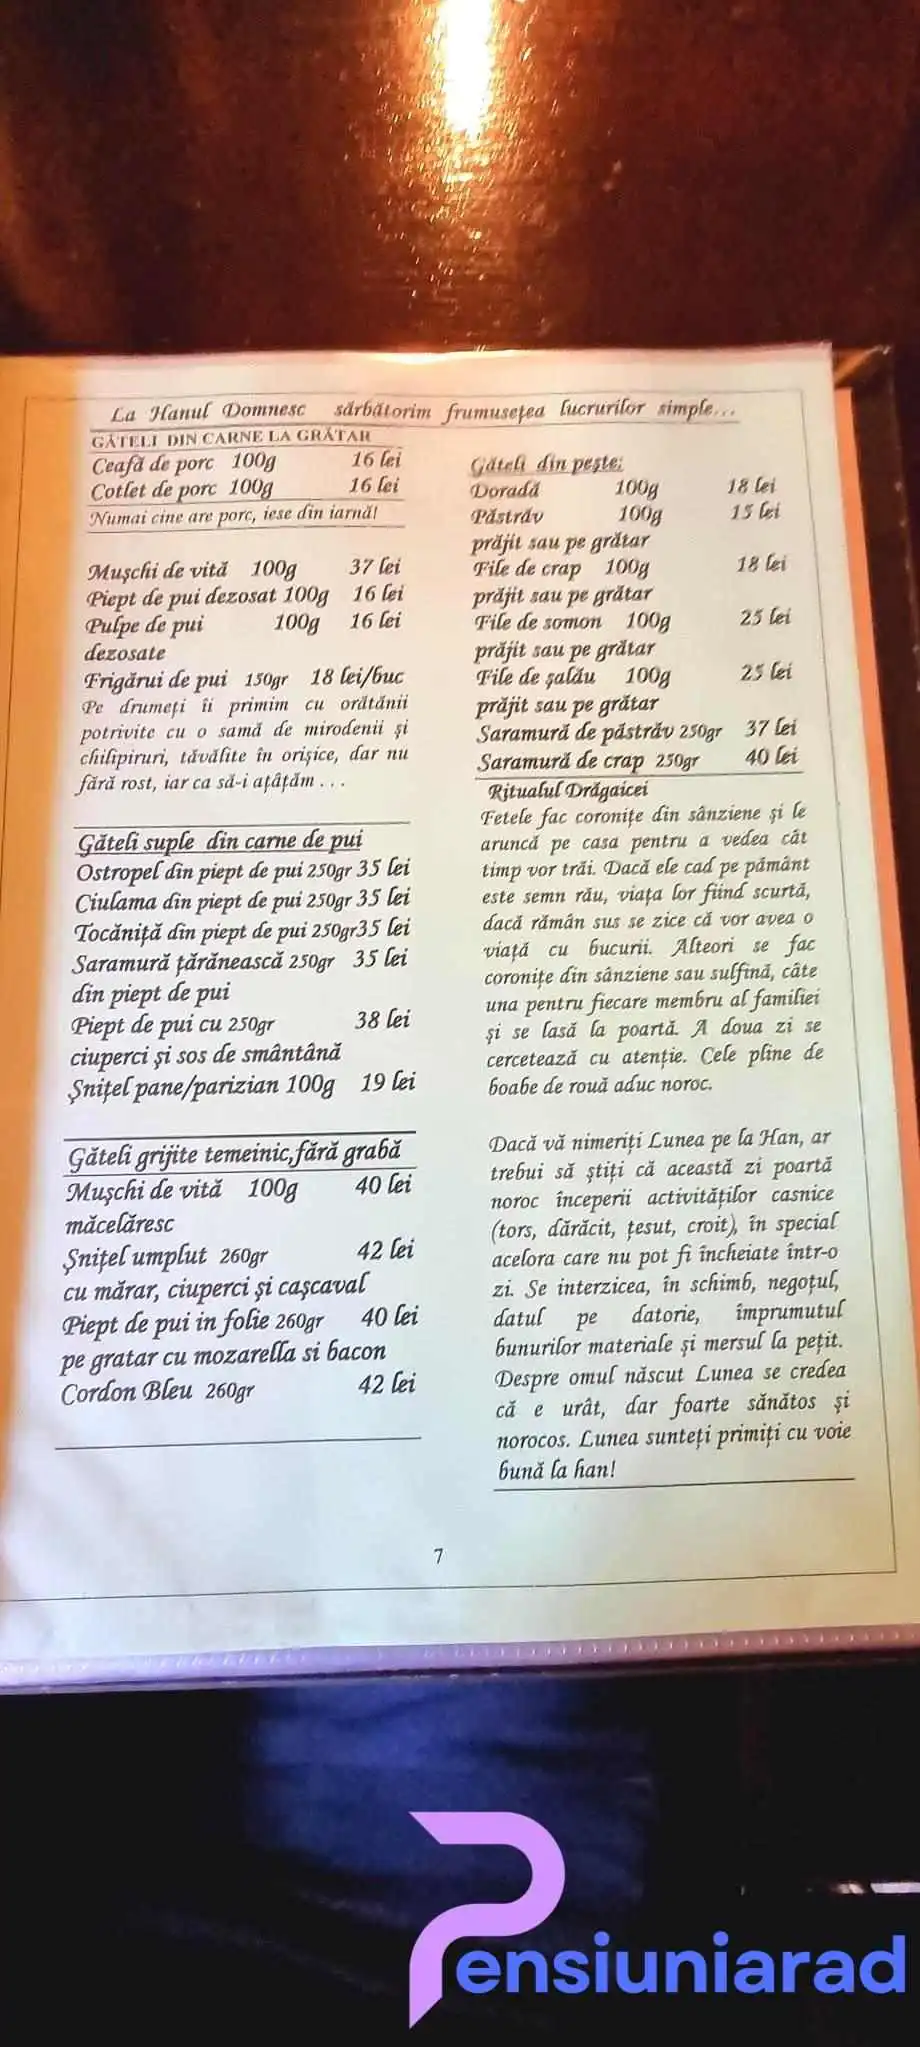 La Hanul Domnesc sărbătorim frumusețea lucrurilor simple...
GĂTELI DIN CARNE LA GRĂTAR
Ceafă de porc 100g 16 lei
Cotlet de porc 100g 16 lei
Numai cine are porc, iese din iarnă!
Mușchi de vită 100g 37 lei
Piept de pui dezosat 100g 16 lei
Pulpe de pui 100g 16 lei
dezosate
Frigărui de pui 150gr 18 lei/buc
Pe drumeți îi primim cu orătănii
potrivite cu o samă de mirodenii și
chilipiruri, tăvălite în orișice, dar nu
fără rost, iar ca să-i ațâțăm . . .
Găteli suple din carne de pui
Ostropel din piept de pui 250gr 35 lei
Ciulama din piept de pui 250gr 35 lei
Tocăniță din piept de pui 250gr35 lei
Saramură țărănească 250gr 35 lei
din piept de pui
Piept de pui cu 250gr 38 lei
ciuperci și sos de smântână
Șnițel pane/parizian 100g 19 lei
Găteli grijite temeinic,fără grabă
Mușchi de vită 100g 40 lei
măcelăresc
Șnițel umplut 260gr 42 lei
cu mărar, ciuperci și cașcaval
Piept de pui in folie 260gr 40 lei
pe gratar cu mozarella si bacon
Cordon Bleu 260gr 42 lei
Găteli din pește:
Doradă 100g 18 lei
Păstrăv 100g 15 lei
prăjit sau pe grătar
File de crap 100g 18 lei
prăjit sau pe grătar
File de somon 100g 25 lei
prăjit sau pe grătar
File de șalău 100g 25 lei
prăjit sau pe grătar
Saramură de păstrăv 250gr 37 lei
Saramură de crap 250gr 40 lei
Ritualul Drăgaicei
Fetele fac coronițe din sânziene și le
aruncă pe casa pentru a vedea cât
timp vor trăi. Dacă ele cad pe pământ
este semn rău, viața lor fiind scurtă,
dacă rămân sus se zice că vor avea o
viață cu bucurii. Alteori se fac
coronițe din sânziene sau sulfină, câte
una pentru fiecare membru al familiei
și se lasă la poartă. A doua zi se
cercetează cu atenție. Cele pline de
boabe de rouă aduc noroc.
Dacă vă nimeriți Lunea pe la Han, ar
trebui să știți că această zi poartă
noroc începerii activităților casnice
(tors, dărăcit, țesut, croit), în special
acelora care nu pot fi încheiate într-o
zi. Se interzicea, în schimb, negoțul,
datul pe datorie, împrumutul
bunurilor materiale și mersul la pețit.
Despre omul născut Lunea se credea
că e urât, dar foarte sănătos și
norocos. Lunea sunteți primiți cu voie
bună la han!
7
Pensiuniarad